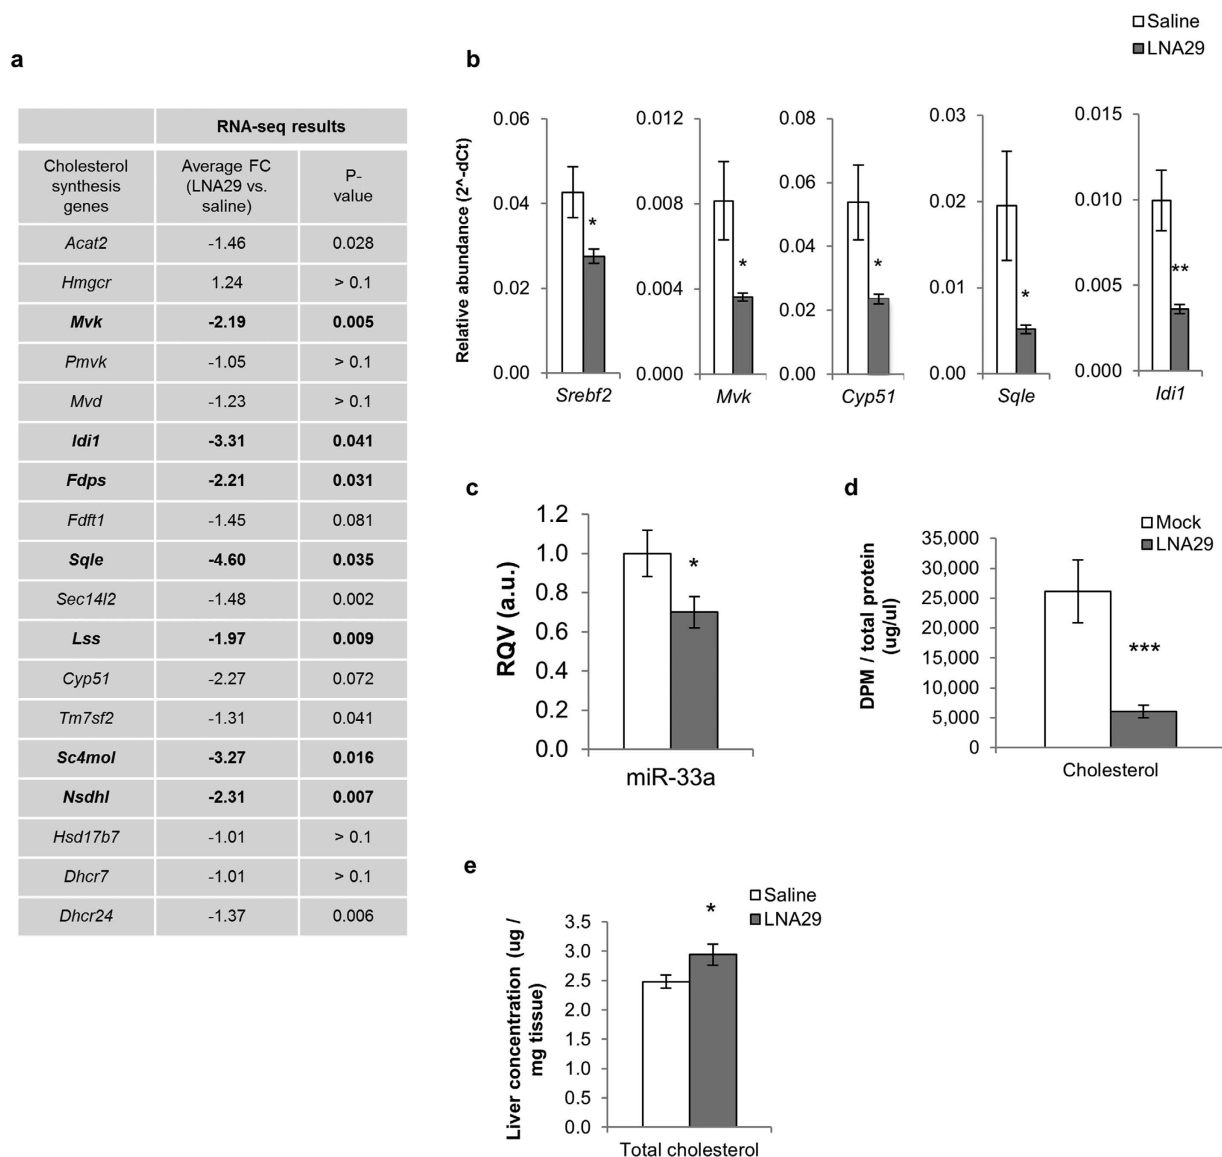 Saline
LNA29
a
RNA-seq results
Cholesterol synthesis genes
Average FC (LNA29 vs. saline)
P-value
Acat2 -1.46 0.028
Hmgcr 1.24 > 0.1
Mvk -2.19 0.005
Pmvk -1.05 > 0.1
Mvd -1.23 > 0.1
Idi1 -3.31 0.041
Fdps -2.21 0.031
Fdft1 -1.45 0.081
Sqle -4.60 0.035
Sec14l2 -1.48 0.002
Lss -1.97 0.009
Cyp51 -2.27 0.072
Tm7sf2 -1.31 0.041
Sc4mol -3.27 0.016
Nsdhl -2.31 0.007
Hsd17b7 -1.01 > 0.1
Dhcr7 -1.01 > 0.1
Dhcr24 -1.37 0.006
b
Relative abundance (2^-dCt)
0.06
0.04
0.02
0.00
*
Srebf2
0.012
0.008
0.004
0.000
*
Mvk
0.08
0.06
0.04
0.02
0.00
*
Cyp51
0.03
0.02
0.01
0.00
*
Sqle
0.015
0.010
0.005
0.000
**
Idi1
c
RQV (a.u.)
1.2
1.0
0.8
0.6
0.4
0.2
0.0
*
miR-33a
d
Mock
LNA29
DPM / total protein
(ug/ul)
35,000
30,000
25,000
20,000
15,000
10,000
5,000
0
***
Cholesterol
e
Saline
LNA29
Liver concentration (ug /
mg tissue)
3.5
3.0
2.5
2.0
1.5
1.0
0.5
0.0
*
Total cholesterol